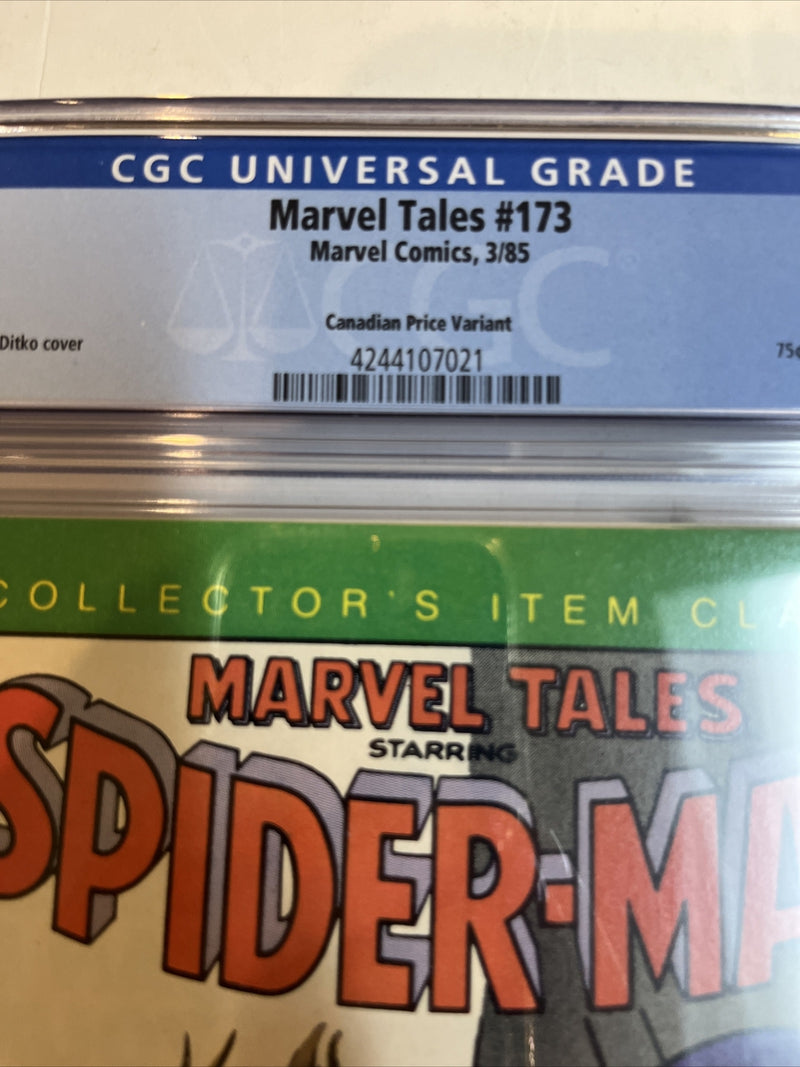 CGC UNIVERSAL GRADE
Marvel Tales #173
Marvel Comics, 3/85
CGC®
Canadian Price Variant
Ditko cover
4244107021
75¢
COLLECTOR'S ITEM CLA
MARVEL TALES
STARRING
SPIDER-MA